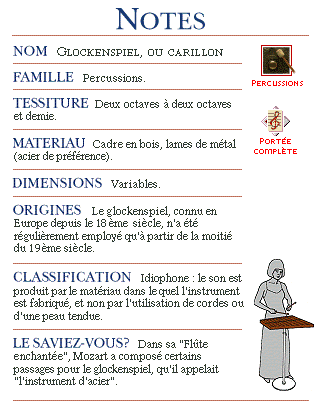 NOTES
NOM GLOCKENSPIEL, OU CARILLON
PERCUSSIONS
FAMILLE Percussions.
TESSITURE Deux octaves à deux octaves
et demie.
PORTÉE
COMPLÈTE
MATERIAU Cadre en bois, lames de métal
(acier de préférence).
DIMENSIONS Variables.
ORIGINES Le glockenspiel, connu en
Europe depuis le 18ème siècle, n'a été
régulièrement employé qu'à partir de la moitié
du 19ème siècle.
CLASSIFICATION Idiophone : le son est
produit par le matériau dans lequel l'instrument
est fabriqué, et non par l'utilisation de cordes ou
d'une peau tendue.
LE SAVIEZ-VOUS? Dans sa "Flûte
enchantée", Mozart a composé certains
passages pour le glockenspiel, qu'il appelait
"l'instrument d'acier".